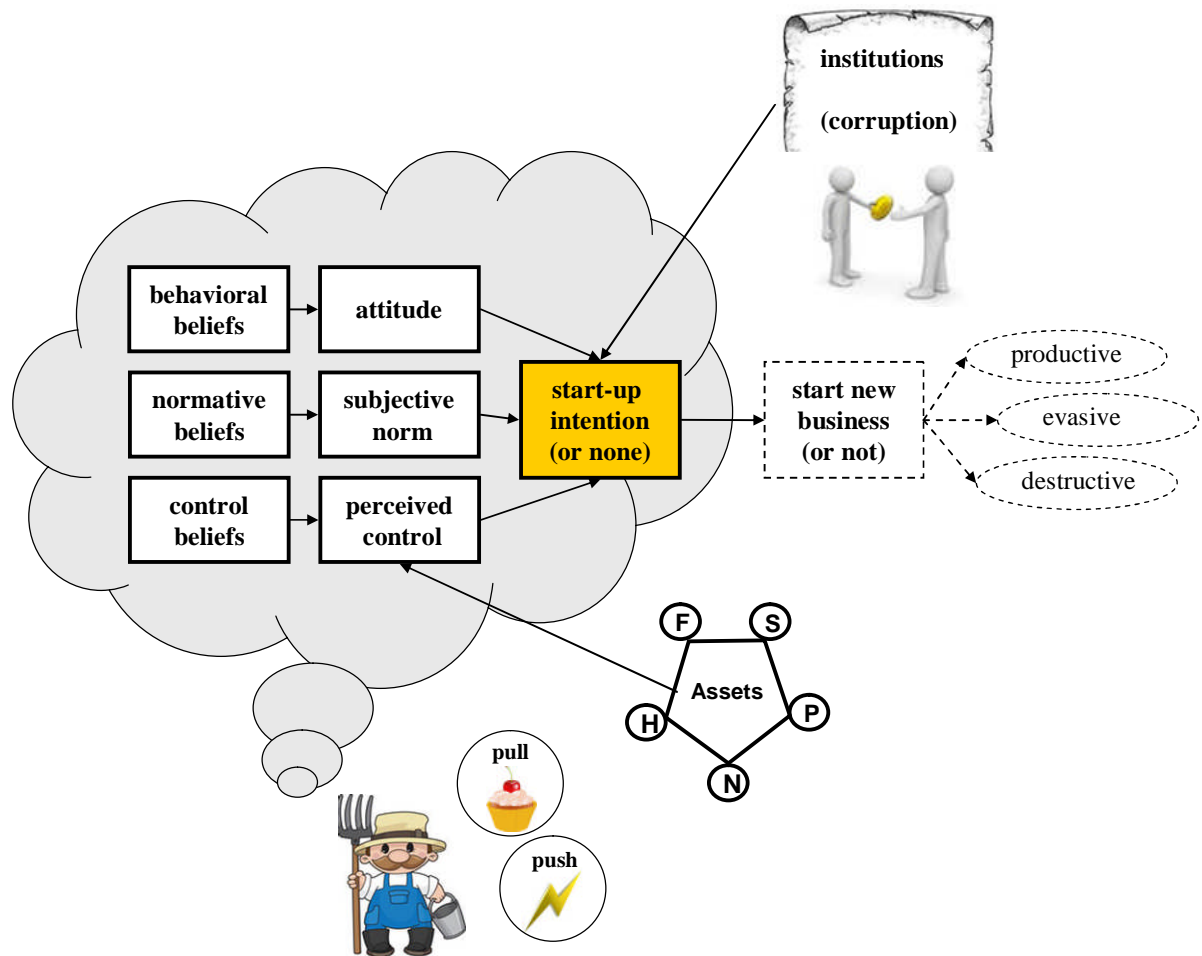 institutions
(corruption)
behavioral
beliefs
attitude
normative
beliefs
subjective
norm
control
beliefs
perceived
control
start-up
intention
(or none)
start new
business
(or not)
productive
evasive
destructive
F
S
Assets
H
P
N
pull
push